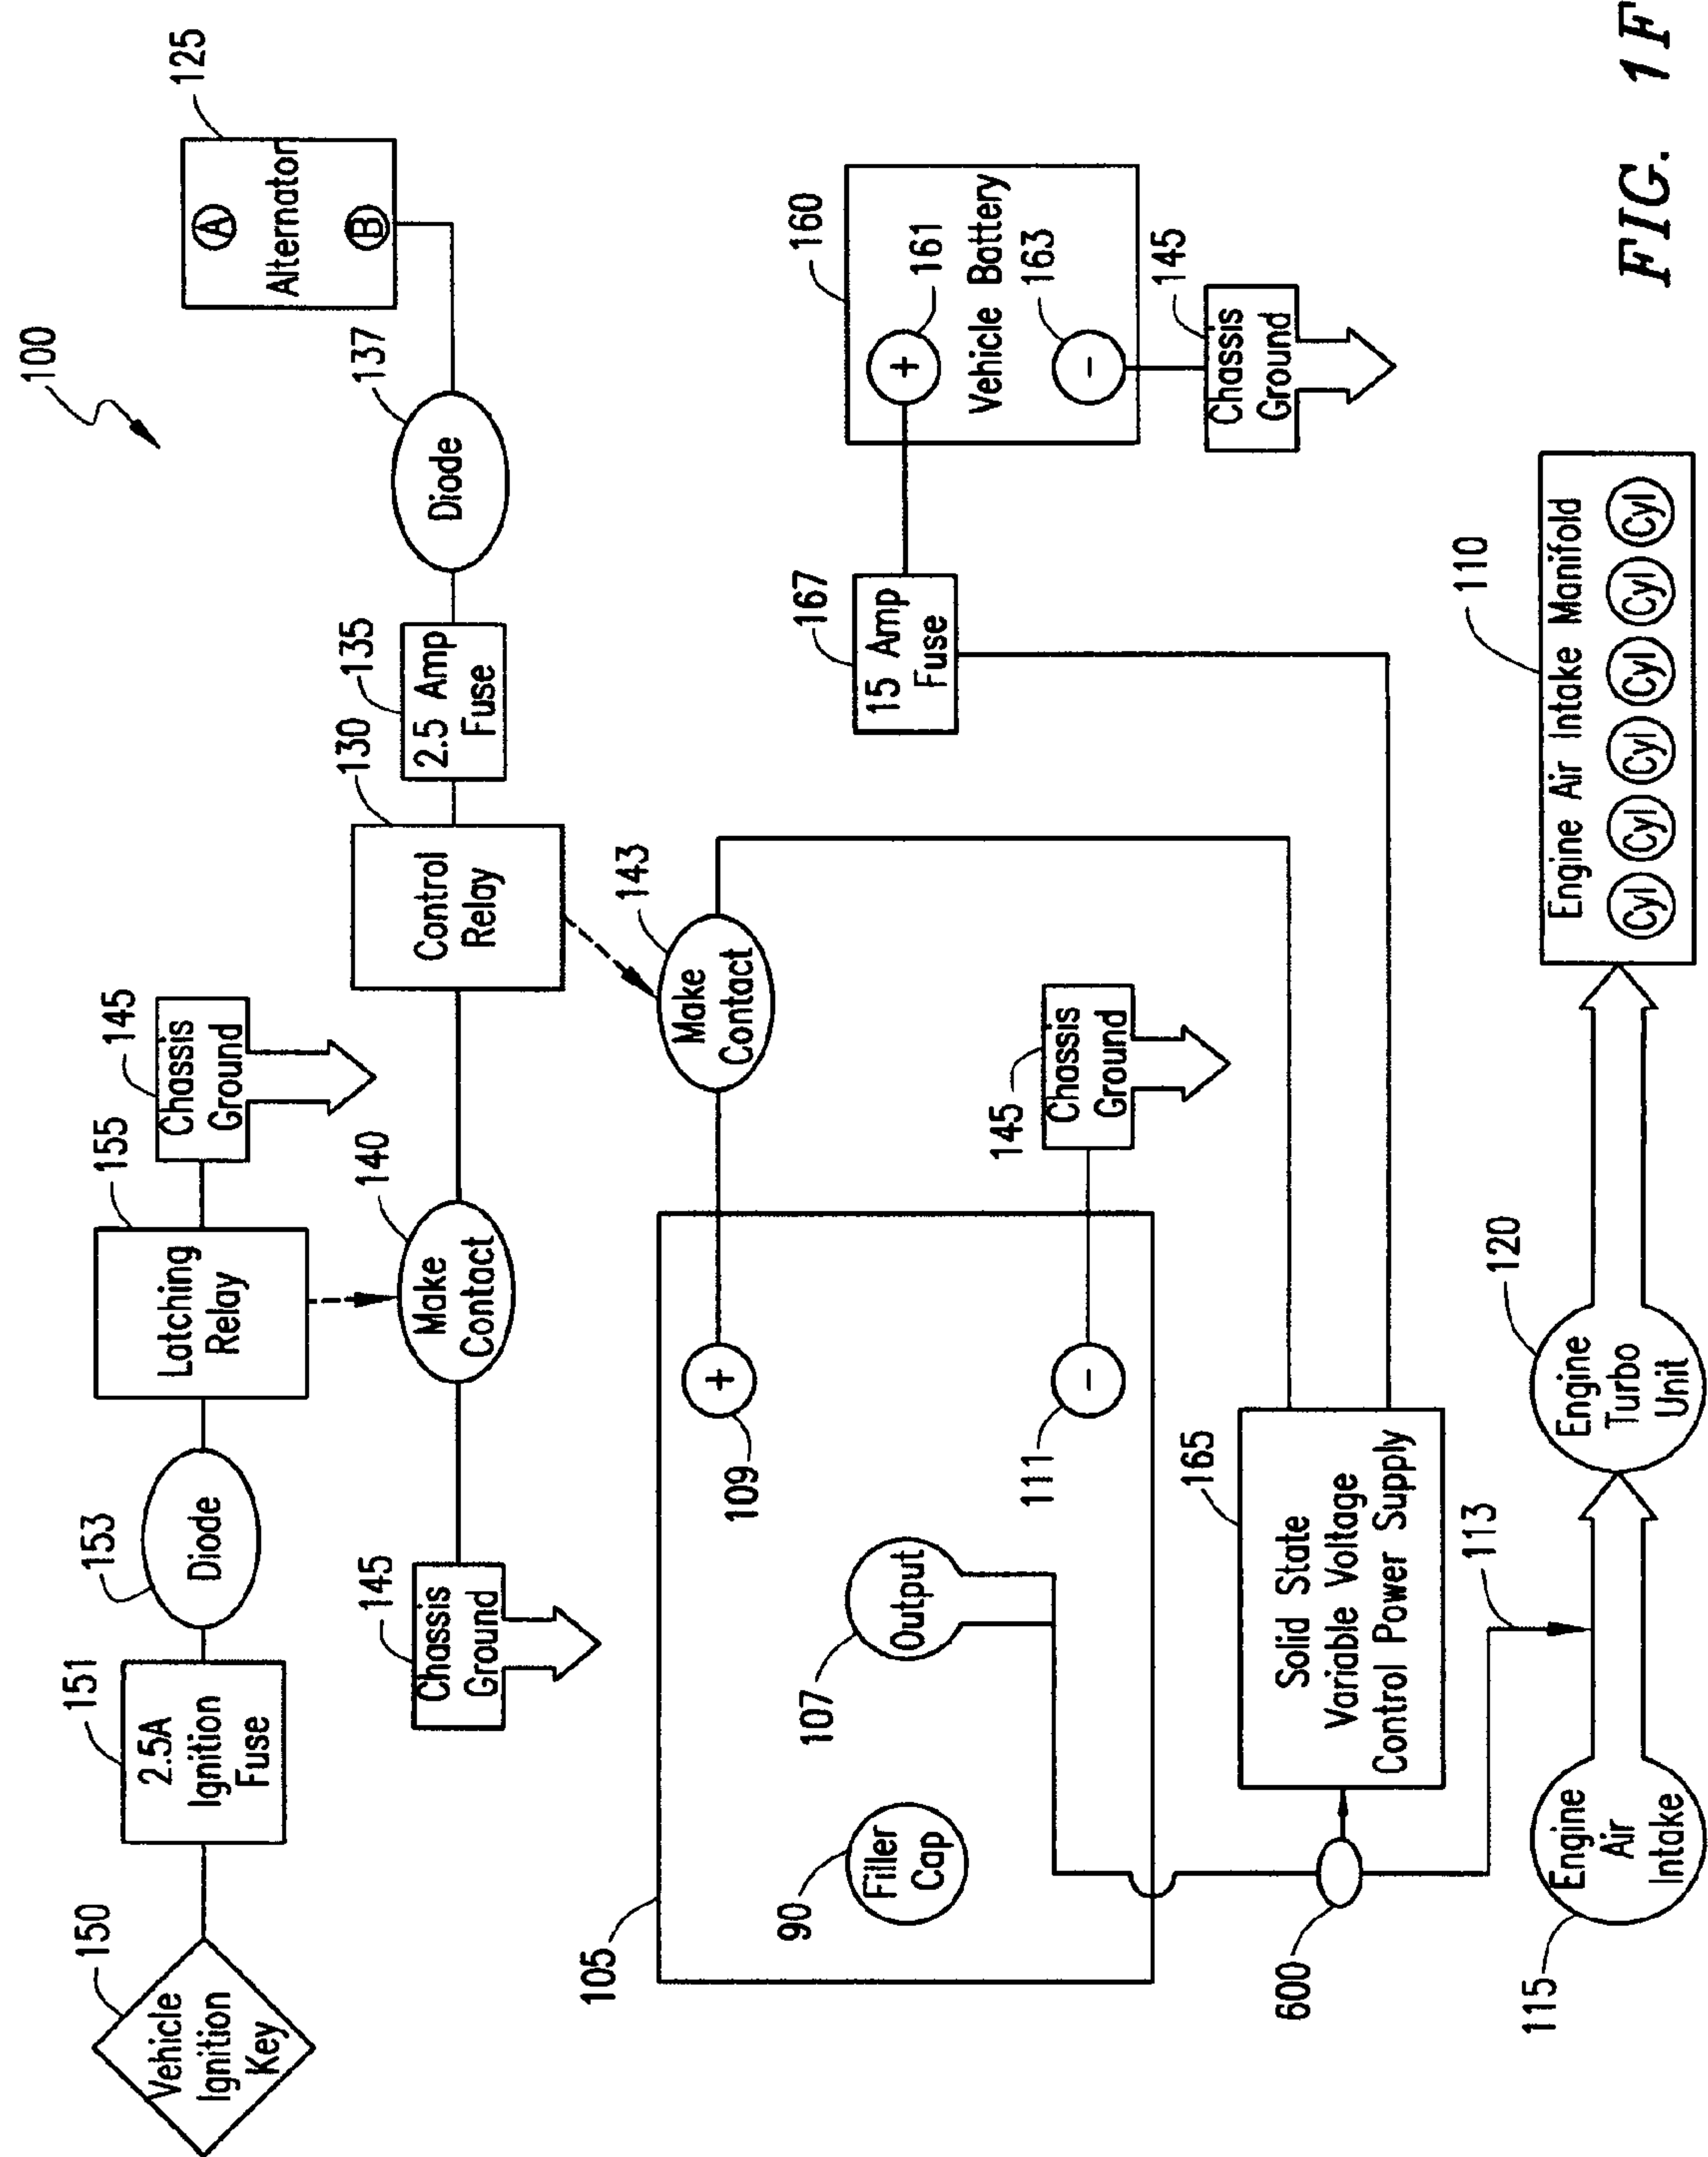 100
150
Vehicle
Ignition
Key
151
2.5A
Ignition
Fuse
153
Diode
155
Latching
Relay
145
Chassis
Ground
125
A
Alternator
B
145
Chassis
Ground
140
Make
Contact
130
Control
Relay
135
2.5 Amp
Fuse
137
Diode
143
Make
Contact
105
90
Filler
Cap
107
Output
109
+
111
-
145
Chassis
Ground
167
15 Amp
Fuse
160
+
161
Vehicle Battery
-
163
145
Chassis
Ground
600
165
Solid State
Variable Voltage
Control Power Supply
113
115
Engine
Air
Intake
120
Engine
Turbo
Unit
110
Engine Air Intake Manifold
Cyl Cyl Cyl Cyl Cyl Cyl
FIG. 1F